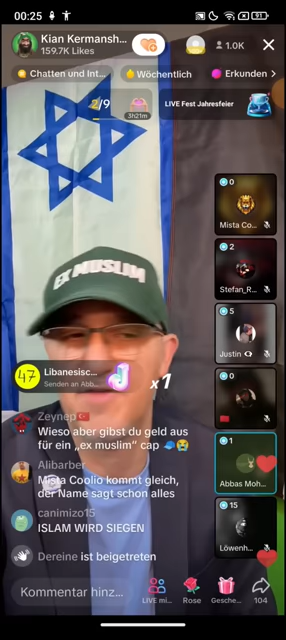 00:25
91
Kian Kermansh...
159.7K Likes
1.0K
Chatten und Int...
Wöchentlich
Erkunden
2/9
3h21m
LIVE Fest Jahresfeier
0
Mista Co...
2
Stefan_R...
EX MUSLIM
5
Justin
0
47
Libanesisc...
Senden an Abb...
x1
Zeynep🇹🇷
Wieso aber gibst du geld aus
für ein „ex muslim" cap 🧢😭
1
Abbas Moh...
Alibarber
Mista Coolio kommt gleich,
der Name sagt schon alles
15
Löwenh...
canimizo15
ISLAM WIRD SIEGEN
Dereine ist beigetreten
Kommentar hinz...
LIVE mi...
Rose
Gesche...
104